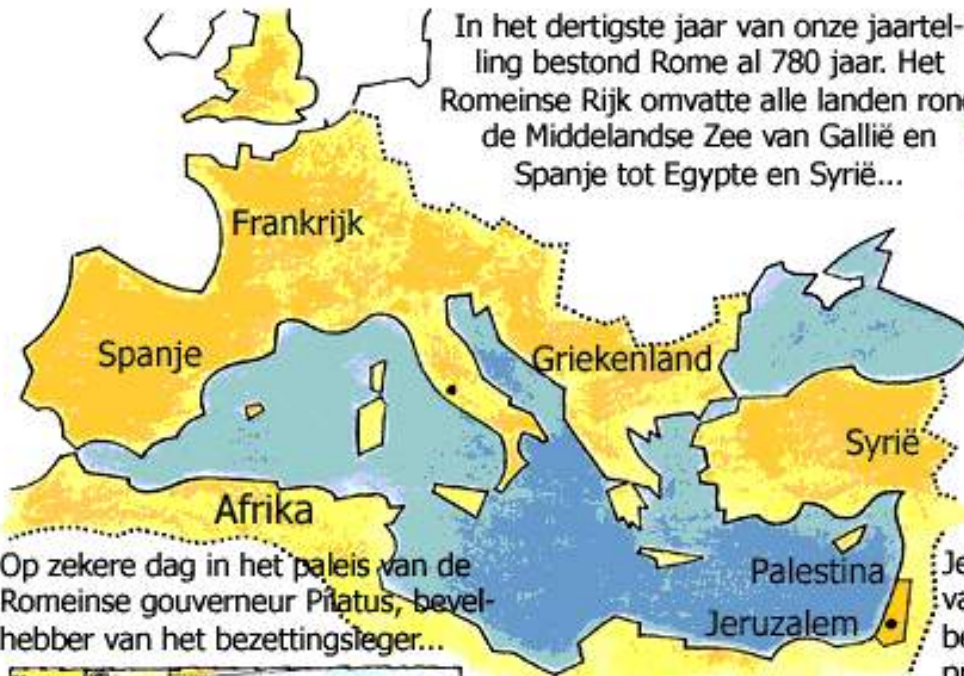 In het dertigste jaar van onze jaartel-
ling bestond Rome al 780 jaar. Het
Romeinse Rijk omvatte alle landen rond
de Middelandse Zee van Gallië en
Spanje tot Egypte en Syrië...
Frankrijk
Spanje
Griekenland
Syrië
Afrika
Palestina
Jeruzalem
Op zekere dag in het paleis van de
Romeinse gouverneur Pilatus, bevel-
hebber van het bezettingsleger...